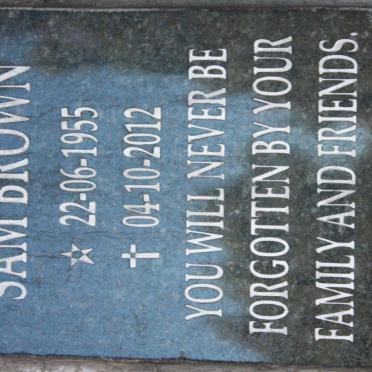 SAM BROWN
22-06-1955
04-10-2012
YOU WILL NEVER BE
FORGOTTEN BY YOUR
FAMILY AND FRIENDS.